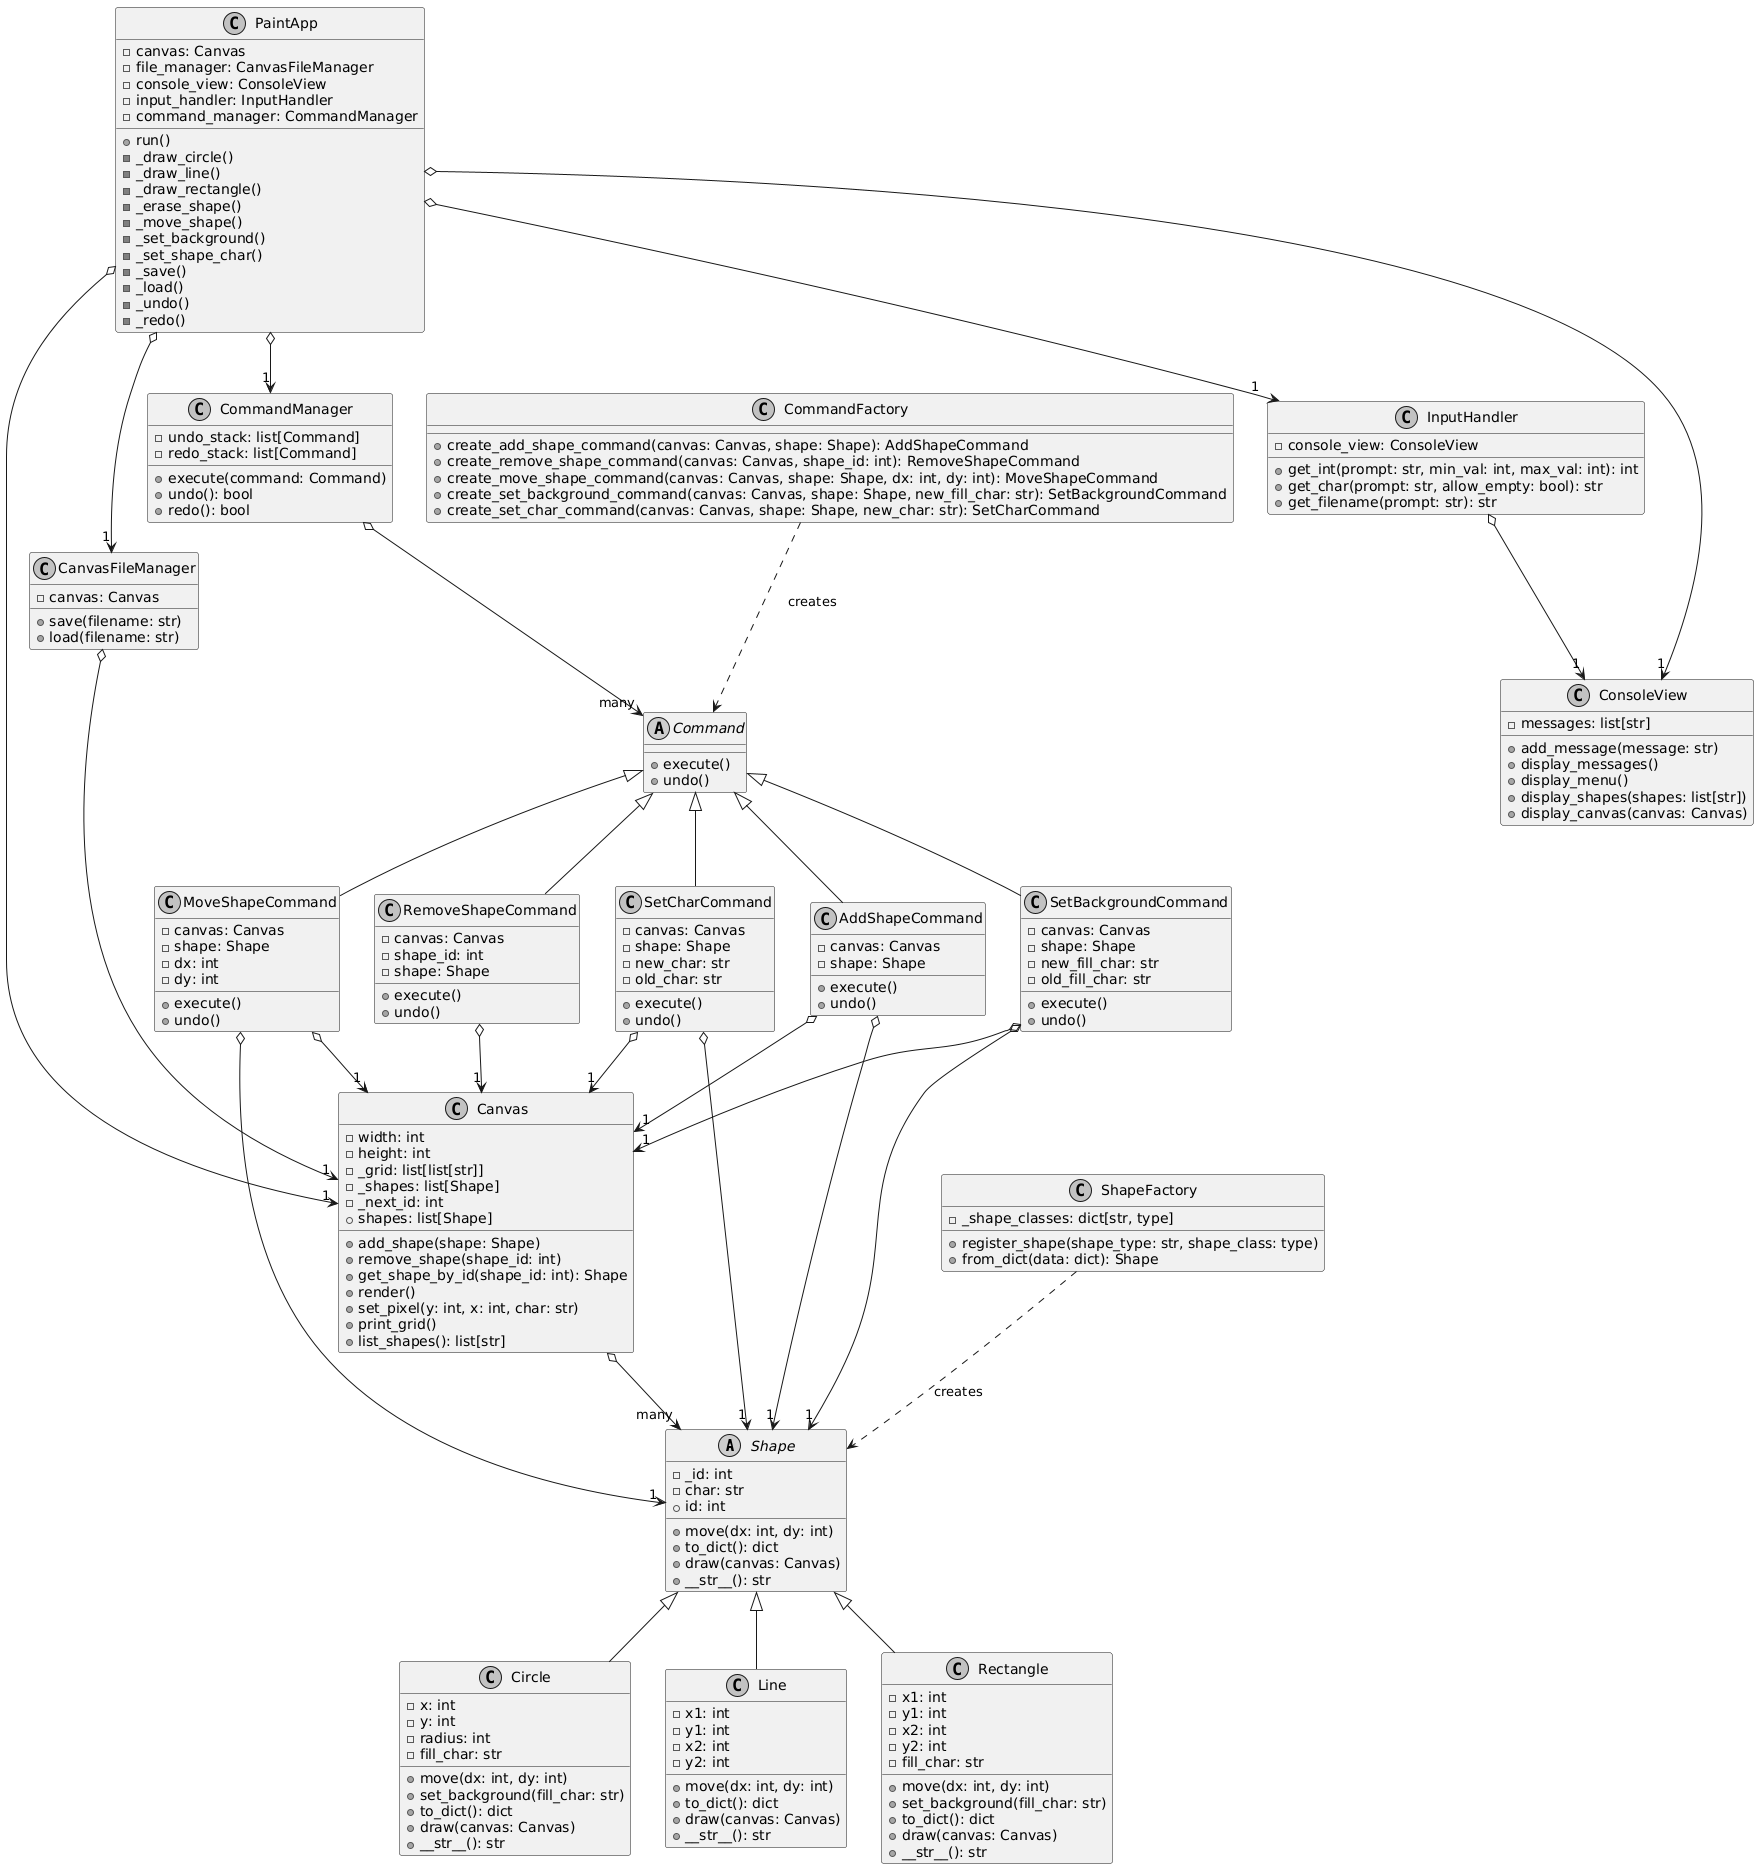 C PaintApp
canvas: Canvas
file_manager: CanvasFileManager
console_view: ConsoleView
input_handler: InputHandler
command_manager: CommandManager
run()
_draw_circle()
_draw_line()
_draw_rectangle()
_erase_shape()
_move_shape()
_set_background()
_set_shape_char()
_save()
_load()
_undo()
_redo()
1
1
C CommandManager
undo_stack: list[Command]
redo_stack: list[Command]
execute(command: Command)
undo(): bool
redo(): bool
C CommandFactory
create_add_shape_command(canvas: Canvas, shape: Shape): AddShapeCommand
create_remove_shape_command(canvas: Canvas, shape_id: int): RemoveShapeCommand
create_move_shape_command(canvas: Canvas, shape: Shape, dx: int, dy: int): MoveShapeCommand
create_set_background_command(canvas: Canvas, shape: Shape, new_fill_char: str): SetBackgroundCommand
create_set_char_command(canvas: Canvas, shape: Shape, new_char: str): SetCharCommand
C InputHandler
console_view: ConsoleView
get_int(prompt: str, min_val: int, max_val: int): int
get_char(prompt: str, allow_empty: bool): str
get_filename(prompt: str): str
1
C CanvasFileManager
canvas: Canvas
save(filename: str)
load(filename: str)
creates
1
1
many
C ConsoleView
messages: list[str]
add_message(message: str)
display_messages()
display_menu()
display_shapes(shapes: list[str])
display_canvas(canvas: Canvas)
A Command
execute()
undo()
C MoveShapeCommand
canvas: Canvas
shape: Shape
dx: int
dy: int
execute()
undo()
C RemoveShapeCommand
canvas: Canvas
shape_id: int
shape: Shape
execute()
undo()
C SetCharCommand
canvas: Canvas
shape: Shape
new_char: str
old_char: str
execute()
undo()
C AddShapeCommand
canvas: Canvas
shape: Shape
execute()
undo()
C SetBackgroundCommand
canvas: Canvas
shape: Shape
new_fill_char: str
old_fill_char: str
execute()
undo()
1
1
1
1
1
1
1
C Canvas
width: int
height: int
_grid: list[list[str]]
_shapes: list[Shape]
_next_id: int
shapes: list[Shape]
add_shape(shape: Shape)
remove_shape(shape_id: int)
get_shape_by_id(shape_id: int): Shape
render()
set_pixel(y: int, x: int, char: str)
print_grid()
list_shapes(): list[str]
C ShapeFactory
_shape_classes: dict[str, type]
register_shape(shape_type: str, shape_class: type)
from_dict(data: dict): Shape
creates
many
1
1
1
1
A Shape
_id: int
char: str
id: int
move(dx: int, dy: int)
to_dict(): dict
draw(canvas: Canvas)
__str__(): str
C Circle
x: int
y: int
radius: int
fill_char: str
move(dx: int, dy: int)
set_background(fill_char: str)
to_dict(): dict
draw(canvas: Canvas)
__str__(): str
C Line
x1: int
y1: int
x2: int
y2: int
move(dx: int, dy: int)
to_dict(): dict
draw(canvas: Canvas)
__str__(): str
C Rectangle
x1: int
y1: int
x2: int
y2: int
fill_char: str
move(dx: int, dy: int)
set_background(fill_char: str)
to_dict(): dict
draw(canvas: Canvas)
__str__(): str